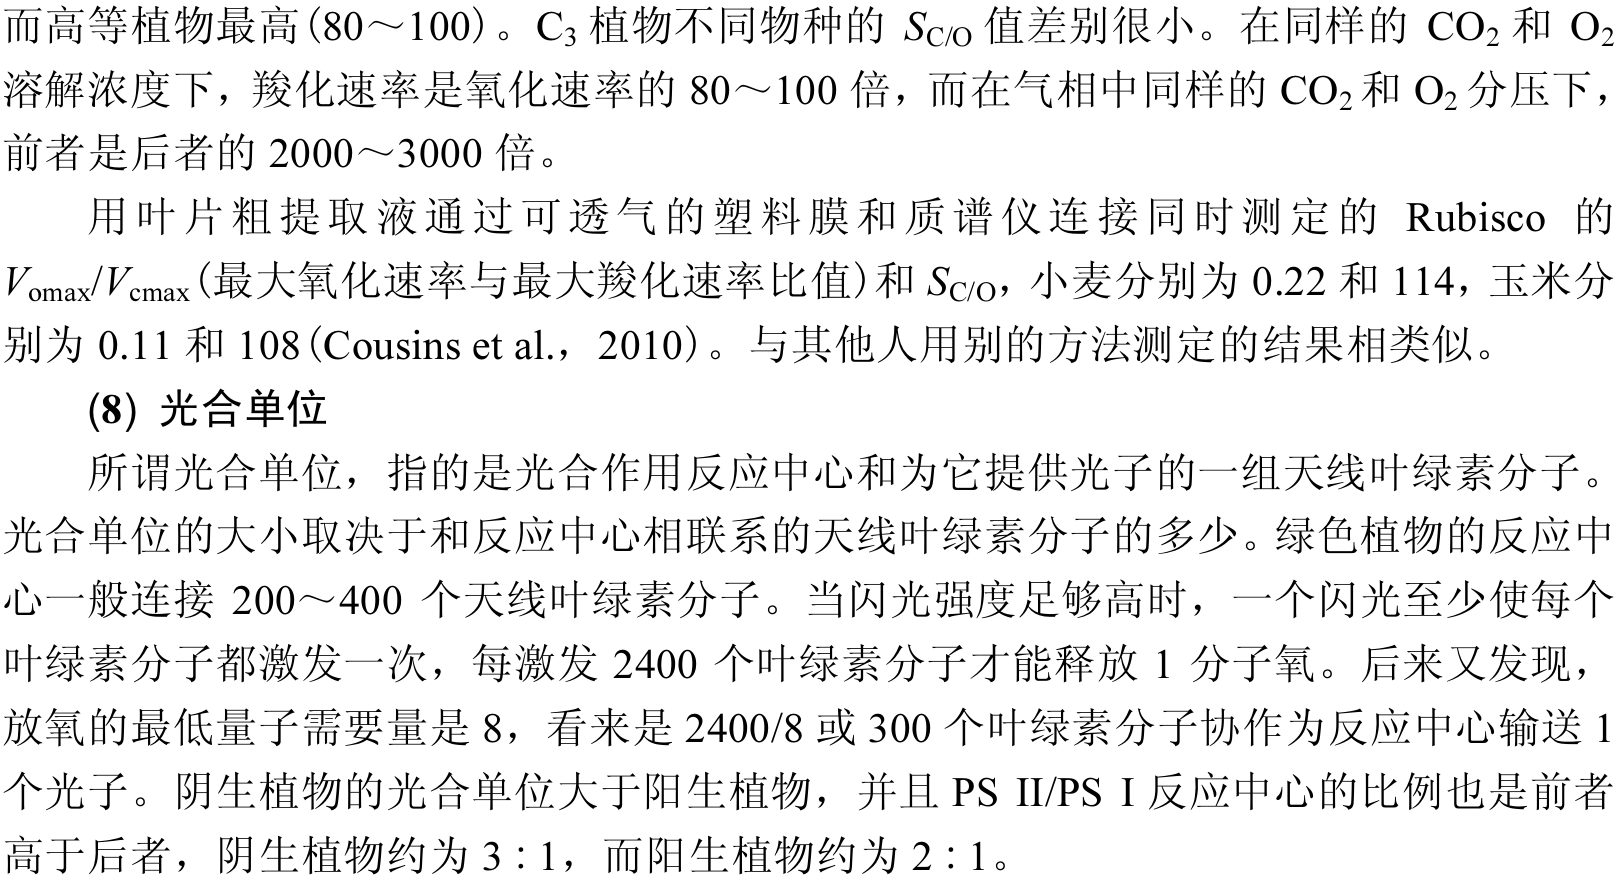 而高等植物最高(80～100)。C₃ 植物不同物种的 S_C/O 值差别很小。在同样的 CO₂ 和 O₂
溶解浓度下，羧化速率是氧化速率的 80～100 倍，而在气相中同样的 CO₂ 和 O₂ 分压下，
前者是后者的 2000～3000 倍。
用叶片粗提取液通过可透气的塑料膜和质谱仪连接同时测定的 Rubisco 的
V_omax/V_cmax (最大氧化速率与最大羧化速率比值)和 S_C/O，小麦分别为 0.22 和 114，玉米分
别为 0.11 和 108(Cousins et al.，2010)。与其他人用别的方法测定的结果相类似。
(8) 光合单位
所谓光合单位，指的是光合作用反应中心和为它提供光子的一组天线叶绿素分子。
光合单位的大小取决于和反应中心相联系的天线叶绿素分子的多少。绿色植物的反应中
心一般连接 200～400 个天线叶绿素分子。当闪光强度足够高时，一个闪光至少使每个
叶绿素分子都激发一次，每激发 2400 个叶绿素分子才能释放 1 分子氧。后来又发现，
放氧的最低量子需要量是 8，看来是 2400/8 或 300 个叶绿素分子协作为反应中心输送 1
个光子。阴生植物的光合单位大于阳生植物，并且 PS II/PS I 反应中心的比例也是前者
高于后者，阴生植物约为 3∶1，而阳生植物约为 2∶1。